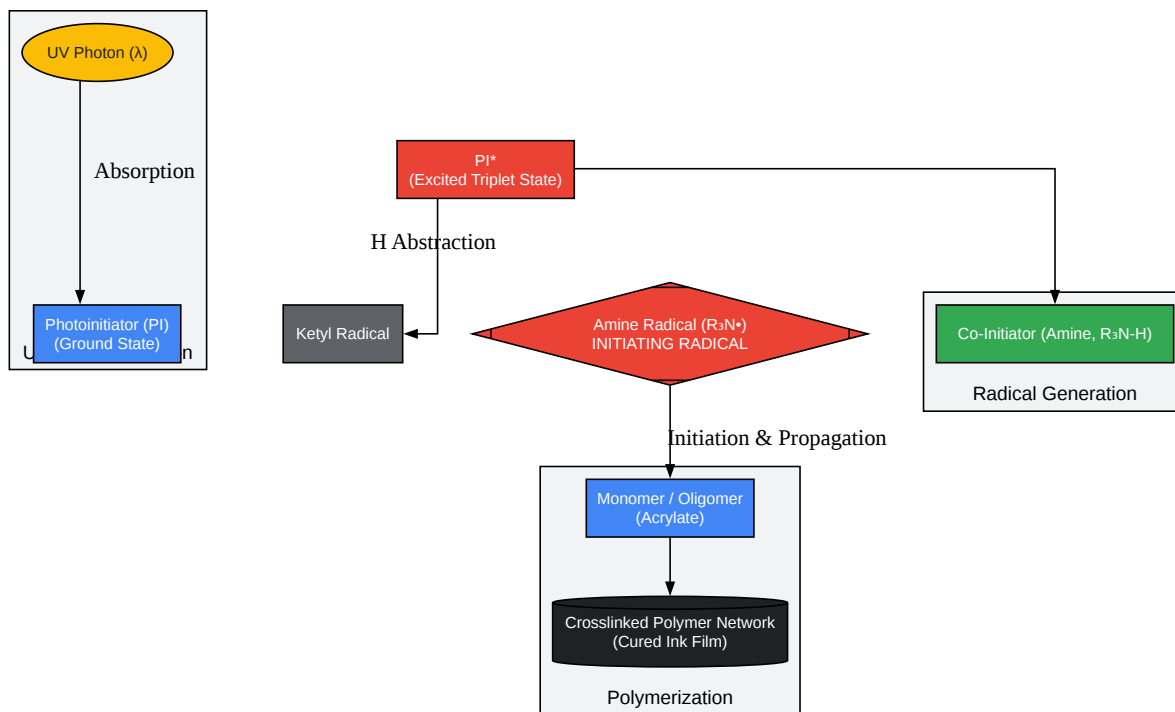 UV Photon (λ)
Absorption
PI*
(Excited Triplet State)
H Abstraction
Photoinitiator (PI)
(Ground State)
Ketyl Radical
Amine Radical (R₃N•)
INITIATING RADICAL
Co-Initiator (Amine, R₃N-H)
Radical Generation
Initiation & Propagation
Monomer / Oligomer
(Acrylate)
Crosslinked Polymer Network
(Cured Ink Film)
Polymerization